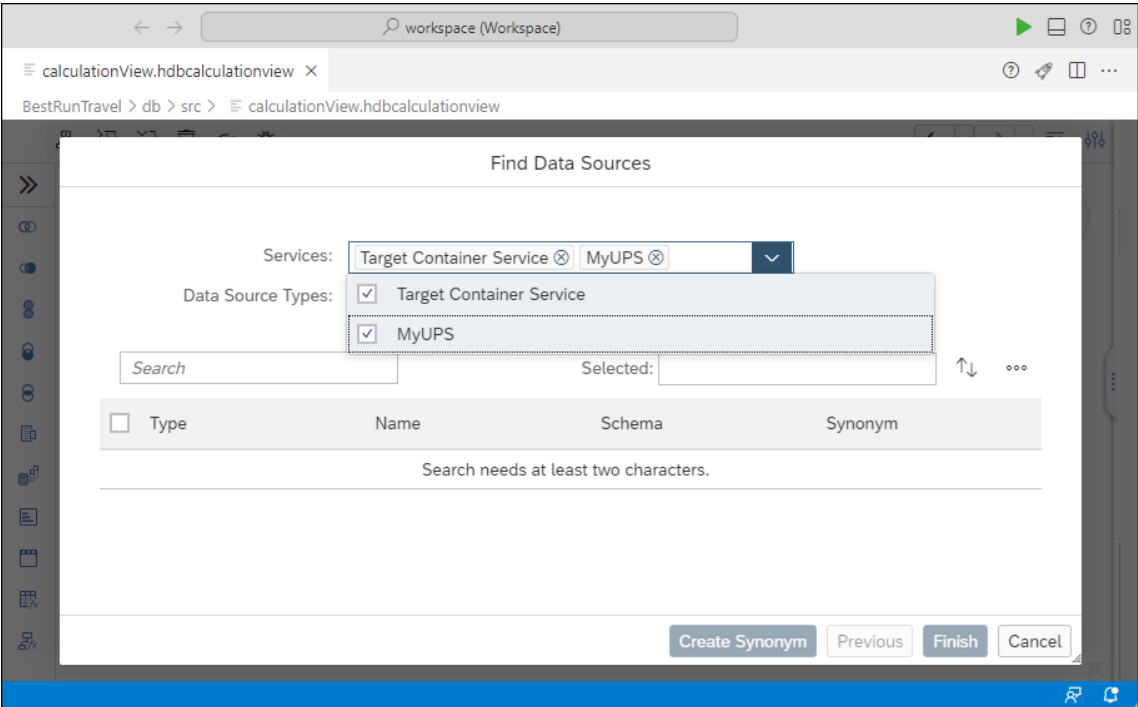 workspace (Workspace)
calculationView.hdbcalculationview
BestRunTravel > db > src > calculationView.hdbcalculationview
Find Data Sources
Services: Target Container Service MyUPS
Data Source Types: Target Container Service
MyUPS
Search Selected:
Type Name Schema Synonym
Search needs at least two characters.
Create Synonym Previous Finish Cancel